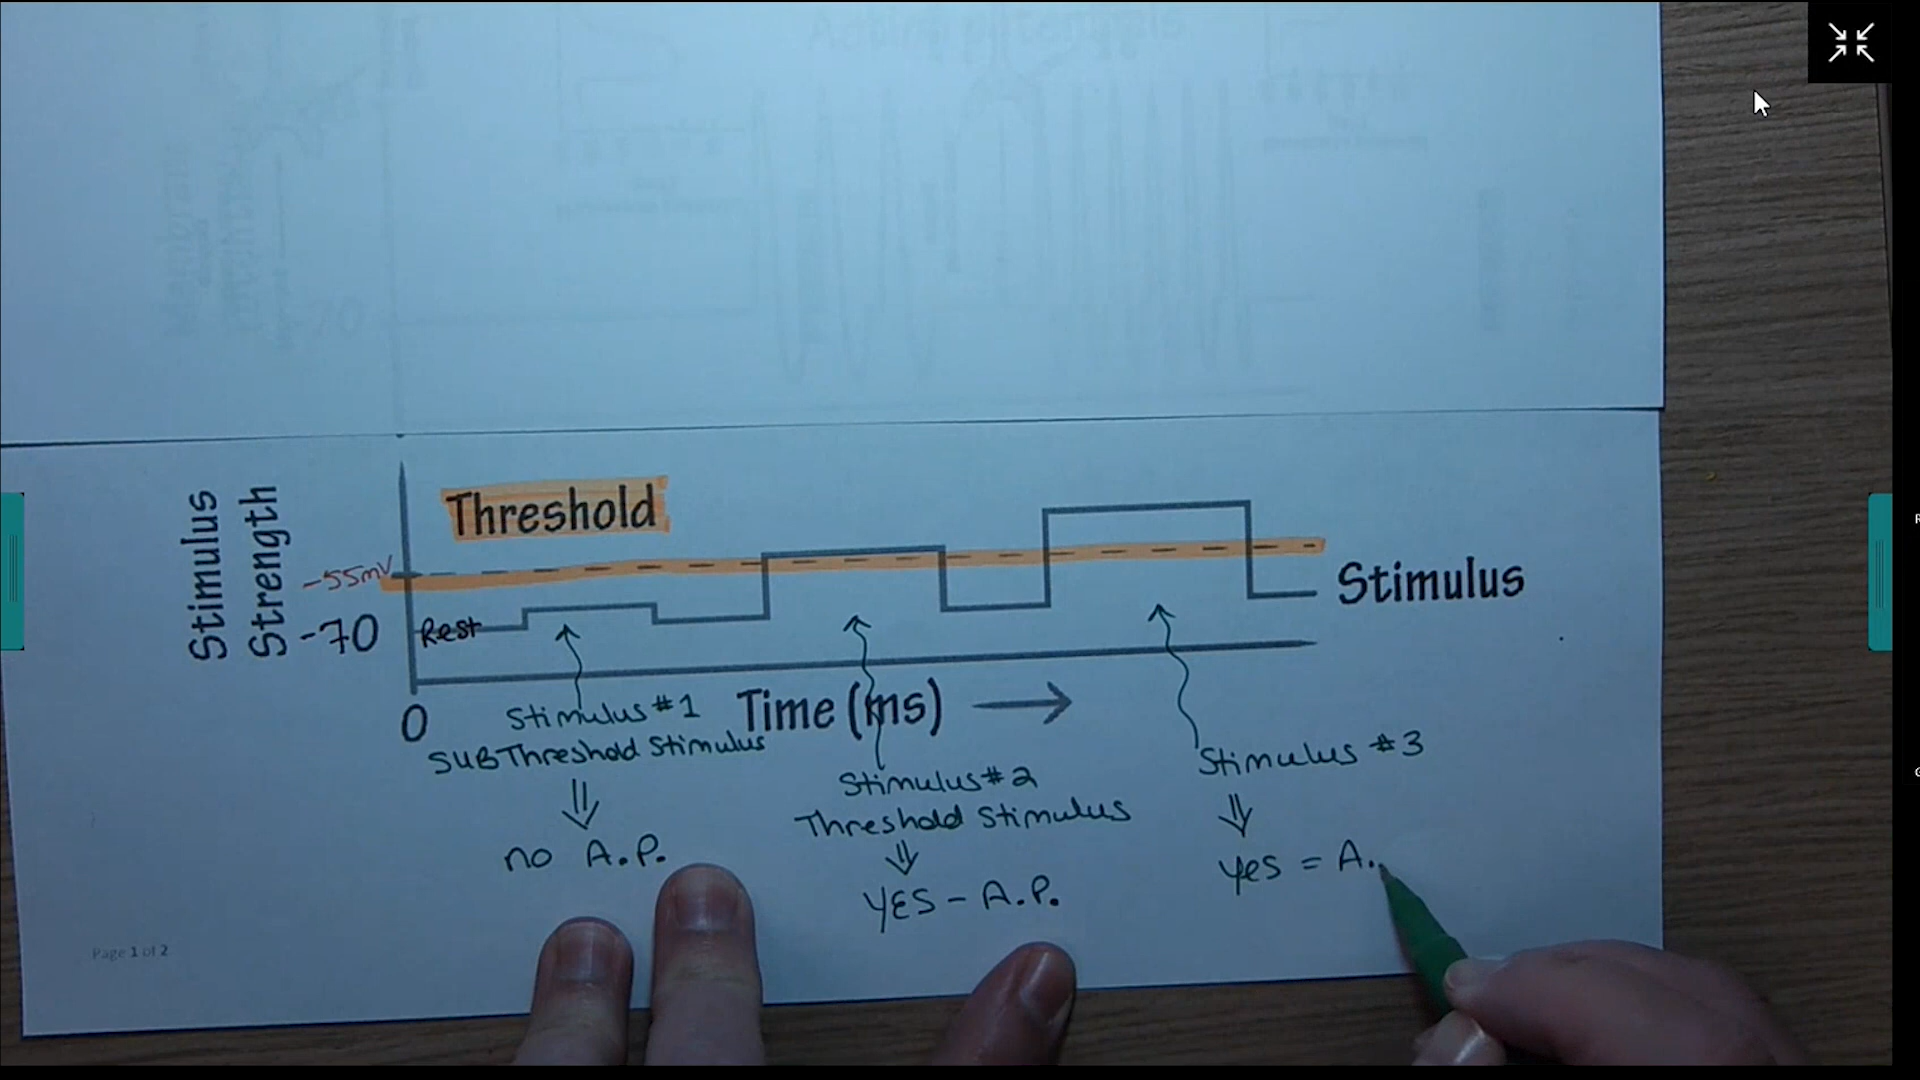 Threshold
Stimulus
Strength
-55mV
-70
Rest
Stimulus
0
Time (ms)
Stimulus #1
SUBThreshold Stimulus
no A.P.
Stimulus #2
Threshold Stimulus
YES - A.P.
Stimulus #3
yes = A.
Page 1 of 2